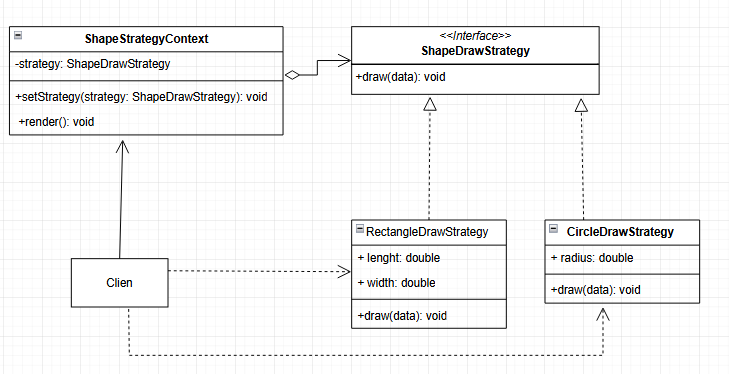 ShapeStrategyContext
-strategy: ShapeDrawStrategy
+setStrategy(strategy: ShapeDrawStrategy): void
+render(): void
<<Interface>>
ShapeDrawStrategy
+draw(data): void
Clien
RectangleDrawStrategy
+ lenght: double
+ width: double
+draw(data): void
CircleDrawStrategy
+ radius: double
+draw(data): void